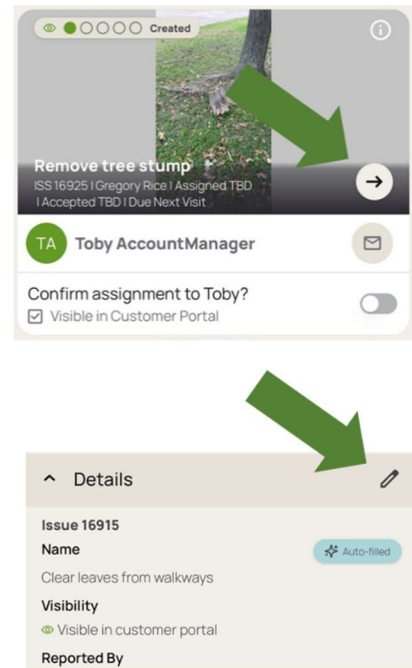 Created
Remove tree stump
ISS 16925 | Gregory Rice | Assigned TBD
| Accepted TBD | Due Next Visit
TA Toby AccountManager
Confirm assignment to Toby?
Visible in Customer Portal
Details
Issue 16915
Name
Auto-filled
Clear leaves from walkways
Visibility
Visible in customer portal
Reported By